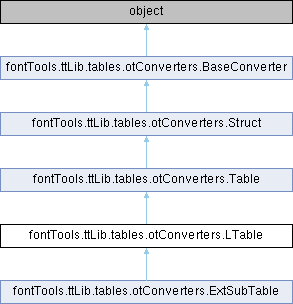 object
fontTools.ttLib.tables.otConverters.BaseConverter
fontTools.ttLib.tables.otConverters.Struct
fontTools.ttLib.tables.otConverters.Table
fontTools.ttLib.tables.otConverters.LTable
fontTools.ttLib.tables.otConverters.ExtSubTable